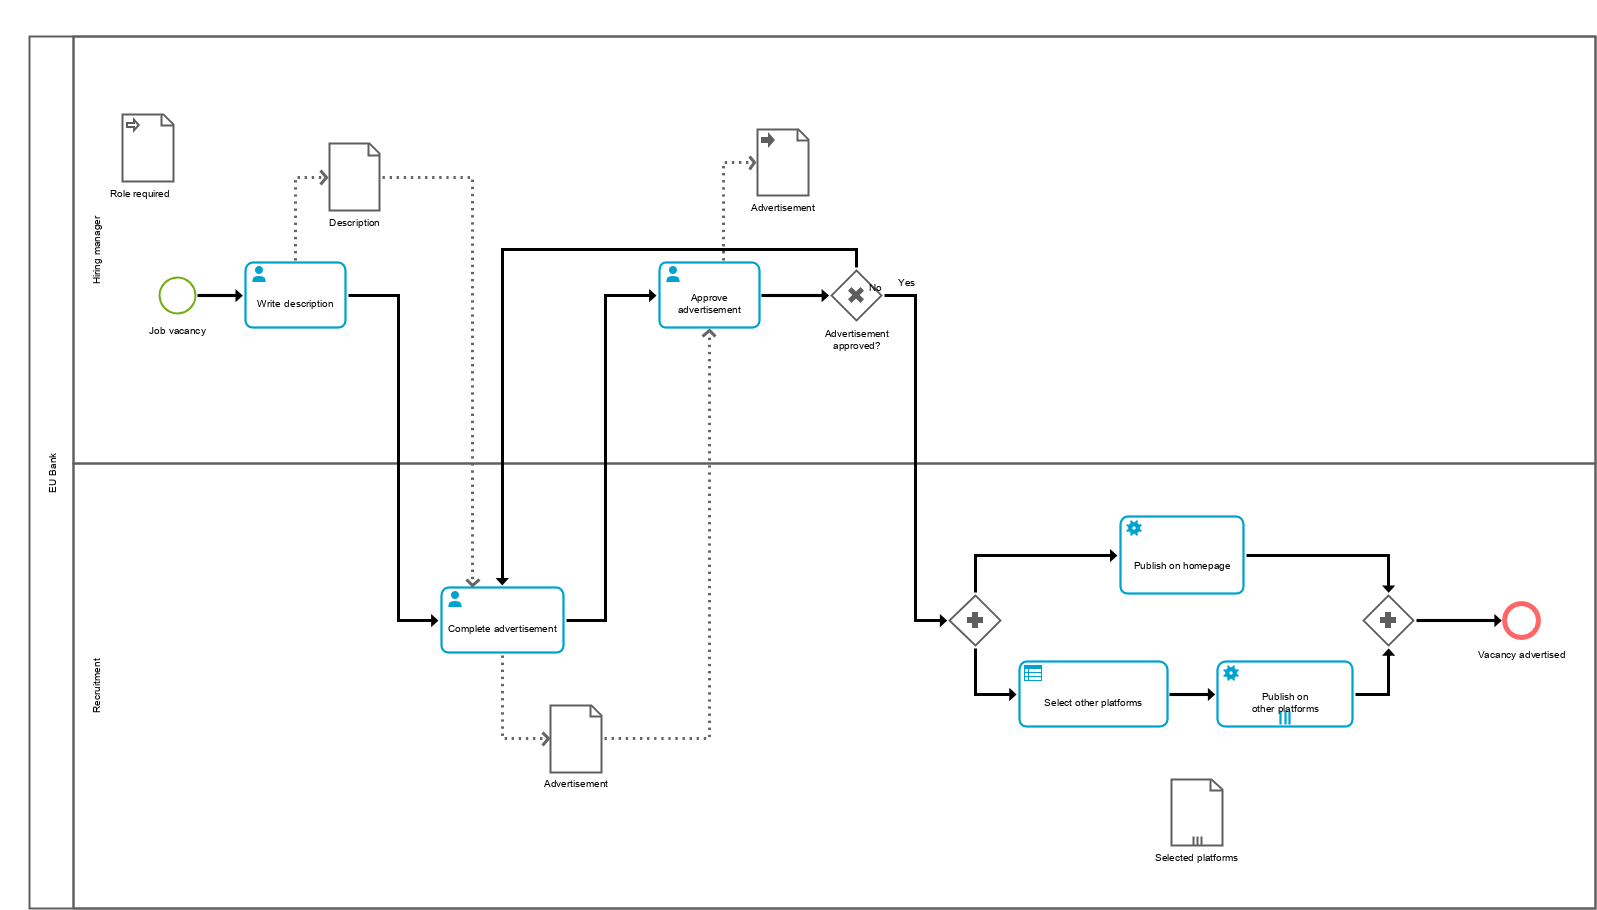 EU Bank
Hiring manager
Role required
Description
Advertisement
Job vacancy
Write description
Approve
advertisement
No
Yes
Advertisement
approved?
Recruitment
Complete advertisement
Advertisement
Publish on homepage
Select other platforms
Publish on
other platforms
Vacancy advertised
Selected platforms